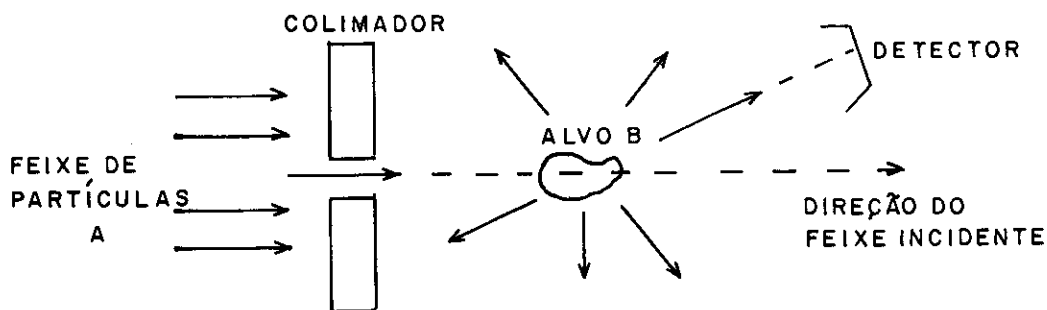 COLIMADOR
DETECTOR
ALVO B
FEIXE DE
PARTÍCULAS
A
DIREÇÃO DO
FEIXE INCIDENTE